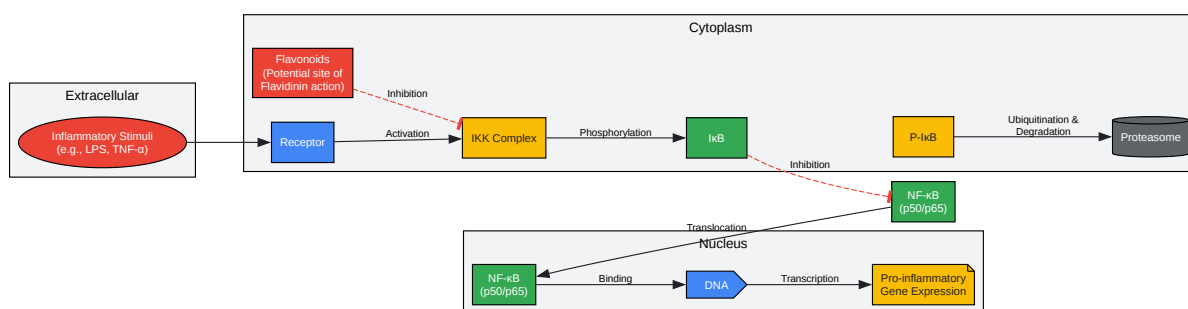 Cytoplasm
Flavonoids
(Potential site of
Flavidinin action)
Inhibition
Extracellular
Inflammatory Stimuli
(e.g., LPS, TNF-α)
Receptor
Activation
IKK Complex
Phosphorylation
IκB
P-IκB
Ubiquitination &
Degradation
Proteasome
Inhibition
NF-κB
(p50/p65)
Translocation
Nucleus
NF-κB
(p50/p65)
Binding
DNA
Transcription
Pro-inflammatory
Gene Expression